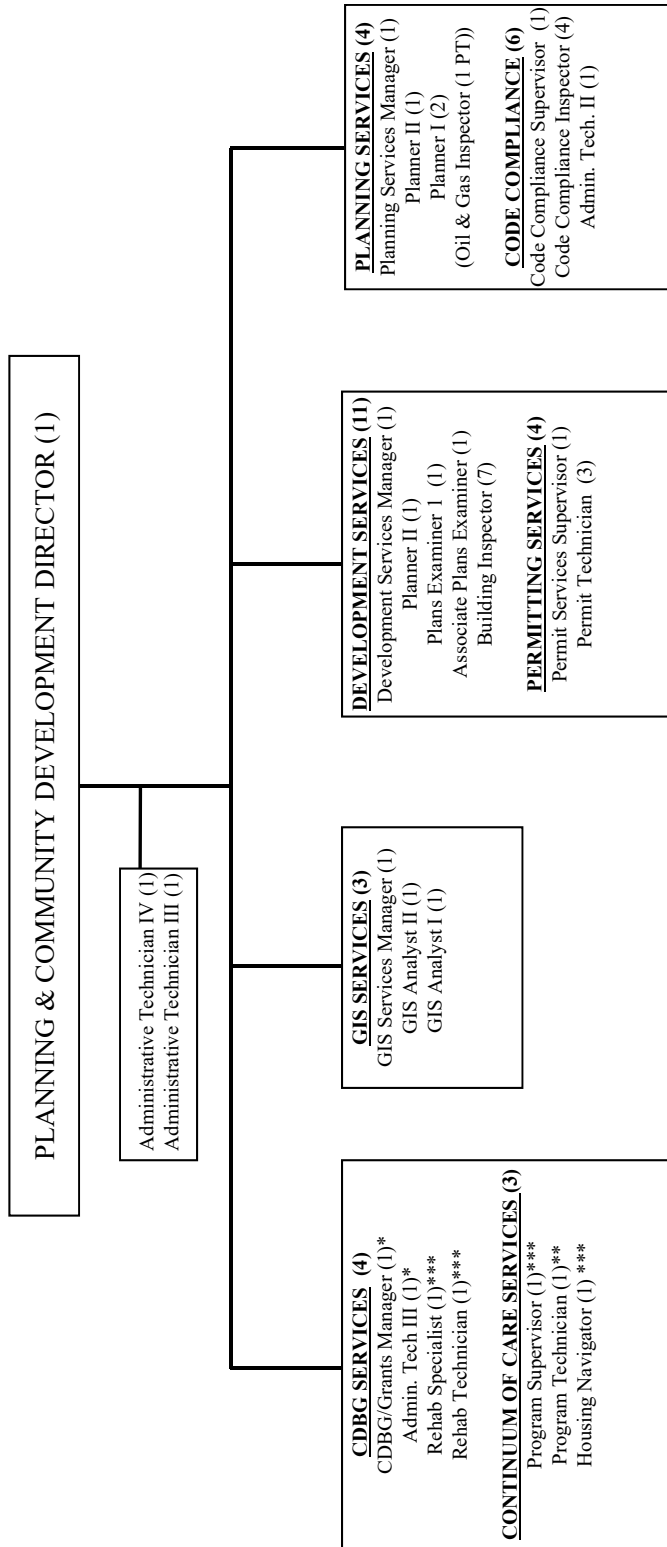 PLANNING & COMMUNITY DEVELOPMENT DIRECTOR (1)
Administrative Technician IV (1)
Administrative Technician III (1)
CDBG SERVICES (4)
CDBG/Grants Manager (1)*
Admin. Tech III (1)*
Rehab Specialist (1)***
Rehab Technician (1)***
CONTINUUM OF CARE SERVICES (3)
Program Supervisor (1)***
Program Technician (1)**
Housing Navigator (1) ***
GIS SERVICES (3)
GIS Services Manager (1)
GIS Analyst II (1)
GIS Analyst I (1)
DEVELOPMENT SERVICES (11)
Development Services Manager (1)
Planner II (1)
Plans Examiner 1 (1)
Associate Plans Examiner (1)
Building Inspector (7)
PERMITTING SERVICES (4)
Permit Services Supervisor (1)
Permit Technician (3)
PLANNING SERVICES (4)
Planning Services Manager (1)
Planner II (1)
Planner I (2)
(Oil & Gas Inspector (1 PT))
CODE COMPLIANCE (6)
Code Compliance Supervisor (1)
Code Compliance Inspector (4)
Admin. Tech. II (1)